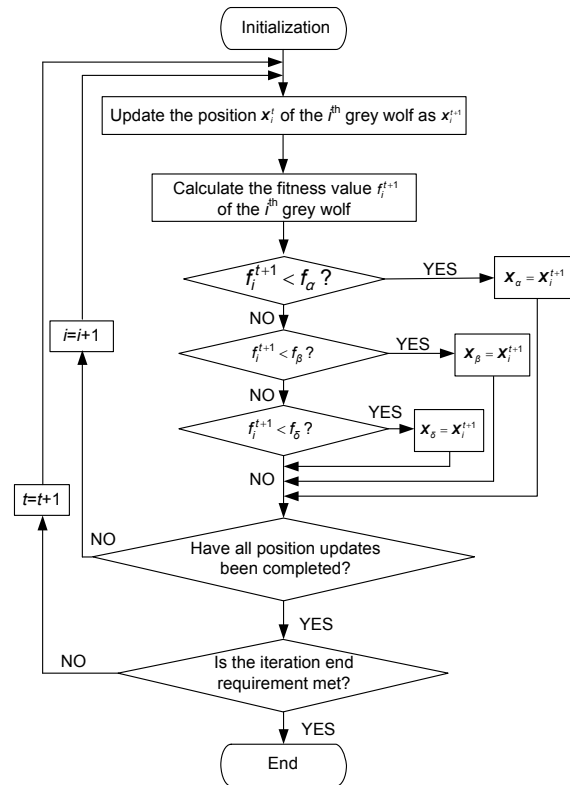 Initialization
Update the position x_i^t of the i^th grey wolf as x_i^{t+1}
Calculate the fitness value f_i^{t+1}
of the i^th grey wolf
f_i^{t+1} < f_α ?
YES
x_α = x_i^{t+1}
NO
i=i+1
f_i^{t+1} < f_β ?
YES
x_β = x_i^{t+1}
NO
f_i^{t+1} < f_δ ?
YES
x_δ = x_i^{t+1}
NO
t=t+1
NO
Have all position updates
been completed?
YES
NO
Is the iteration end
requirement met?
YES
End